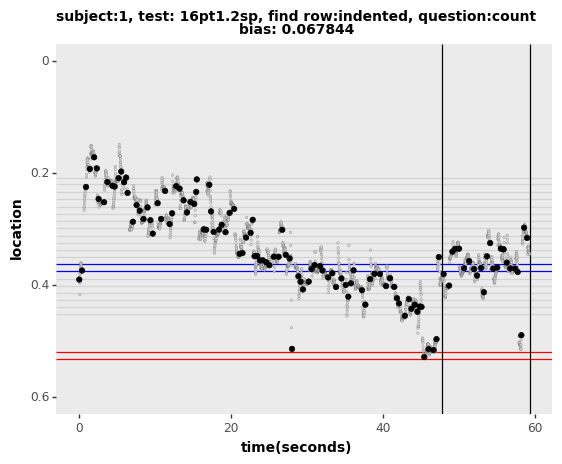 subject:1, test: 16pt1.2sp, find row:indented, question:count
bias: 0.067844
0
0.2
0.4
0.6
location
0
20
40
60
time(seconds)